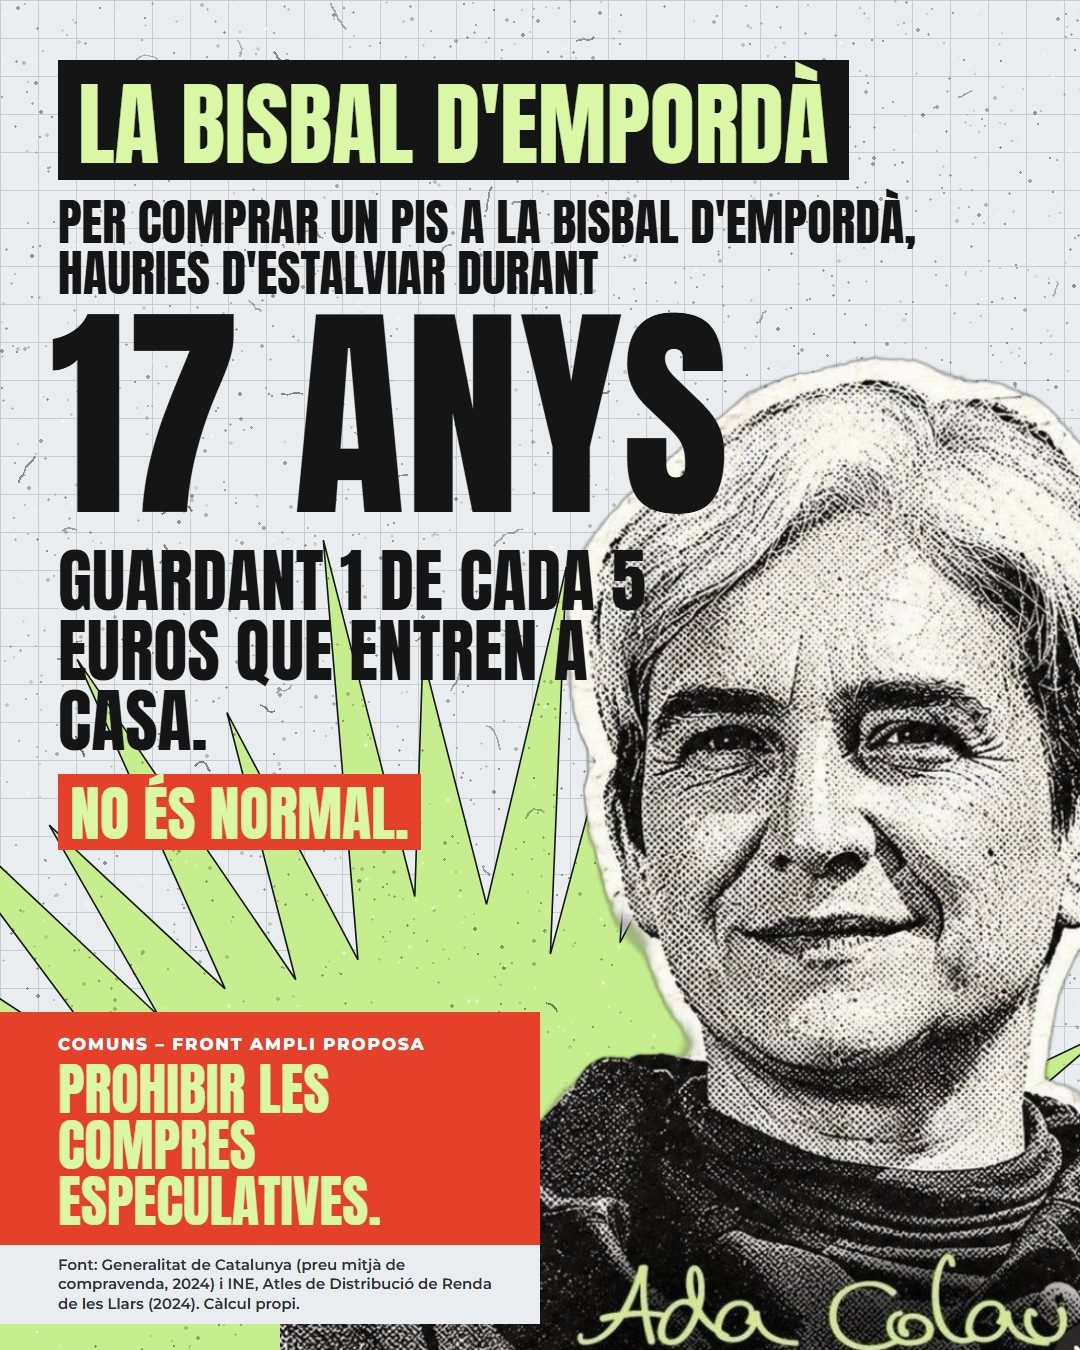 LA BISBAL D'EMPORDÀ
PER COMPRAR UN PIS A LA BISBAL D'EMPORDÀ,
HAURIES D'ESTALVIAR DURANT
17 ANYS
GUARDANT 1 DE CADA 5
EUROS QUE ENTREN A
CASA.
NO ÉS NORMAL.
COMUNS – FRONT AMPLI PROPOSA
PROHIBIR LES
COMPRES
ESPECULATIVES.
Font: Generalitat de Catalunya (preu mitjà de
compravenda, 2024) i INE, Atles de Distribució de Renda
de les Llars (2024). Càlcul propi.
Ada Colau